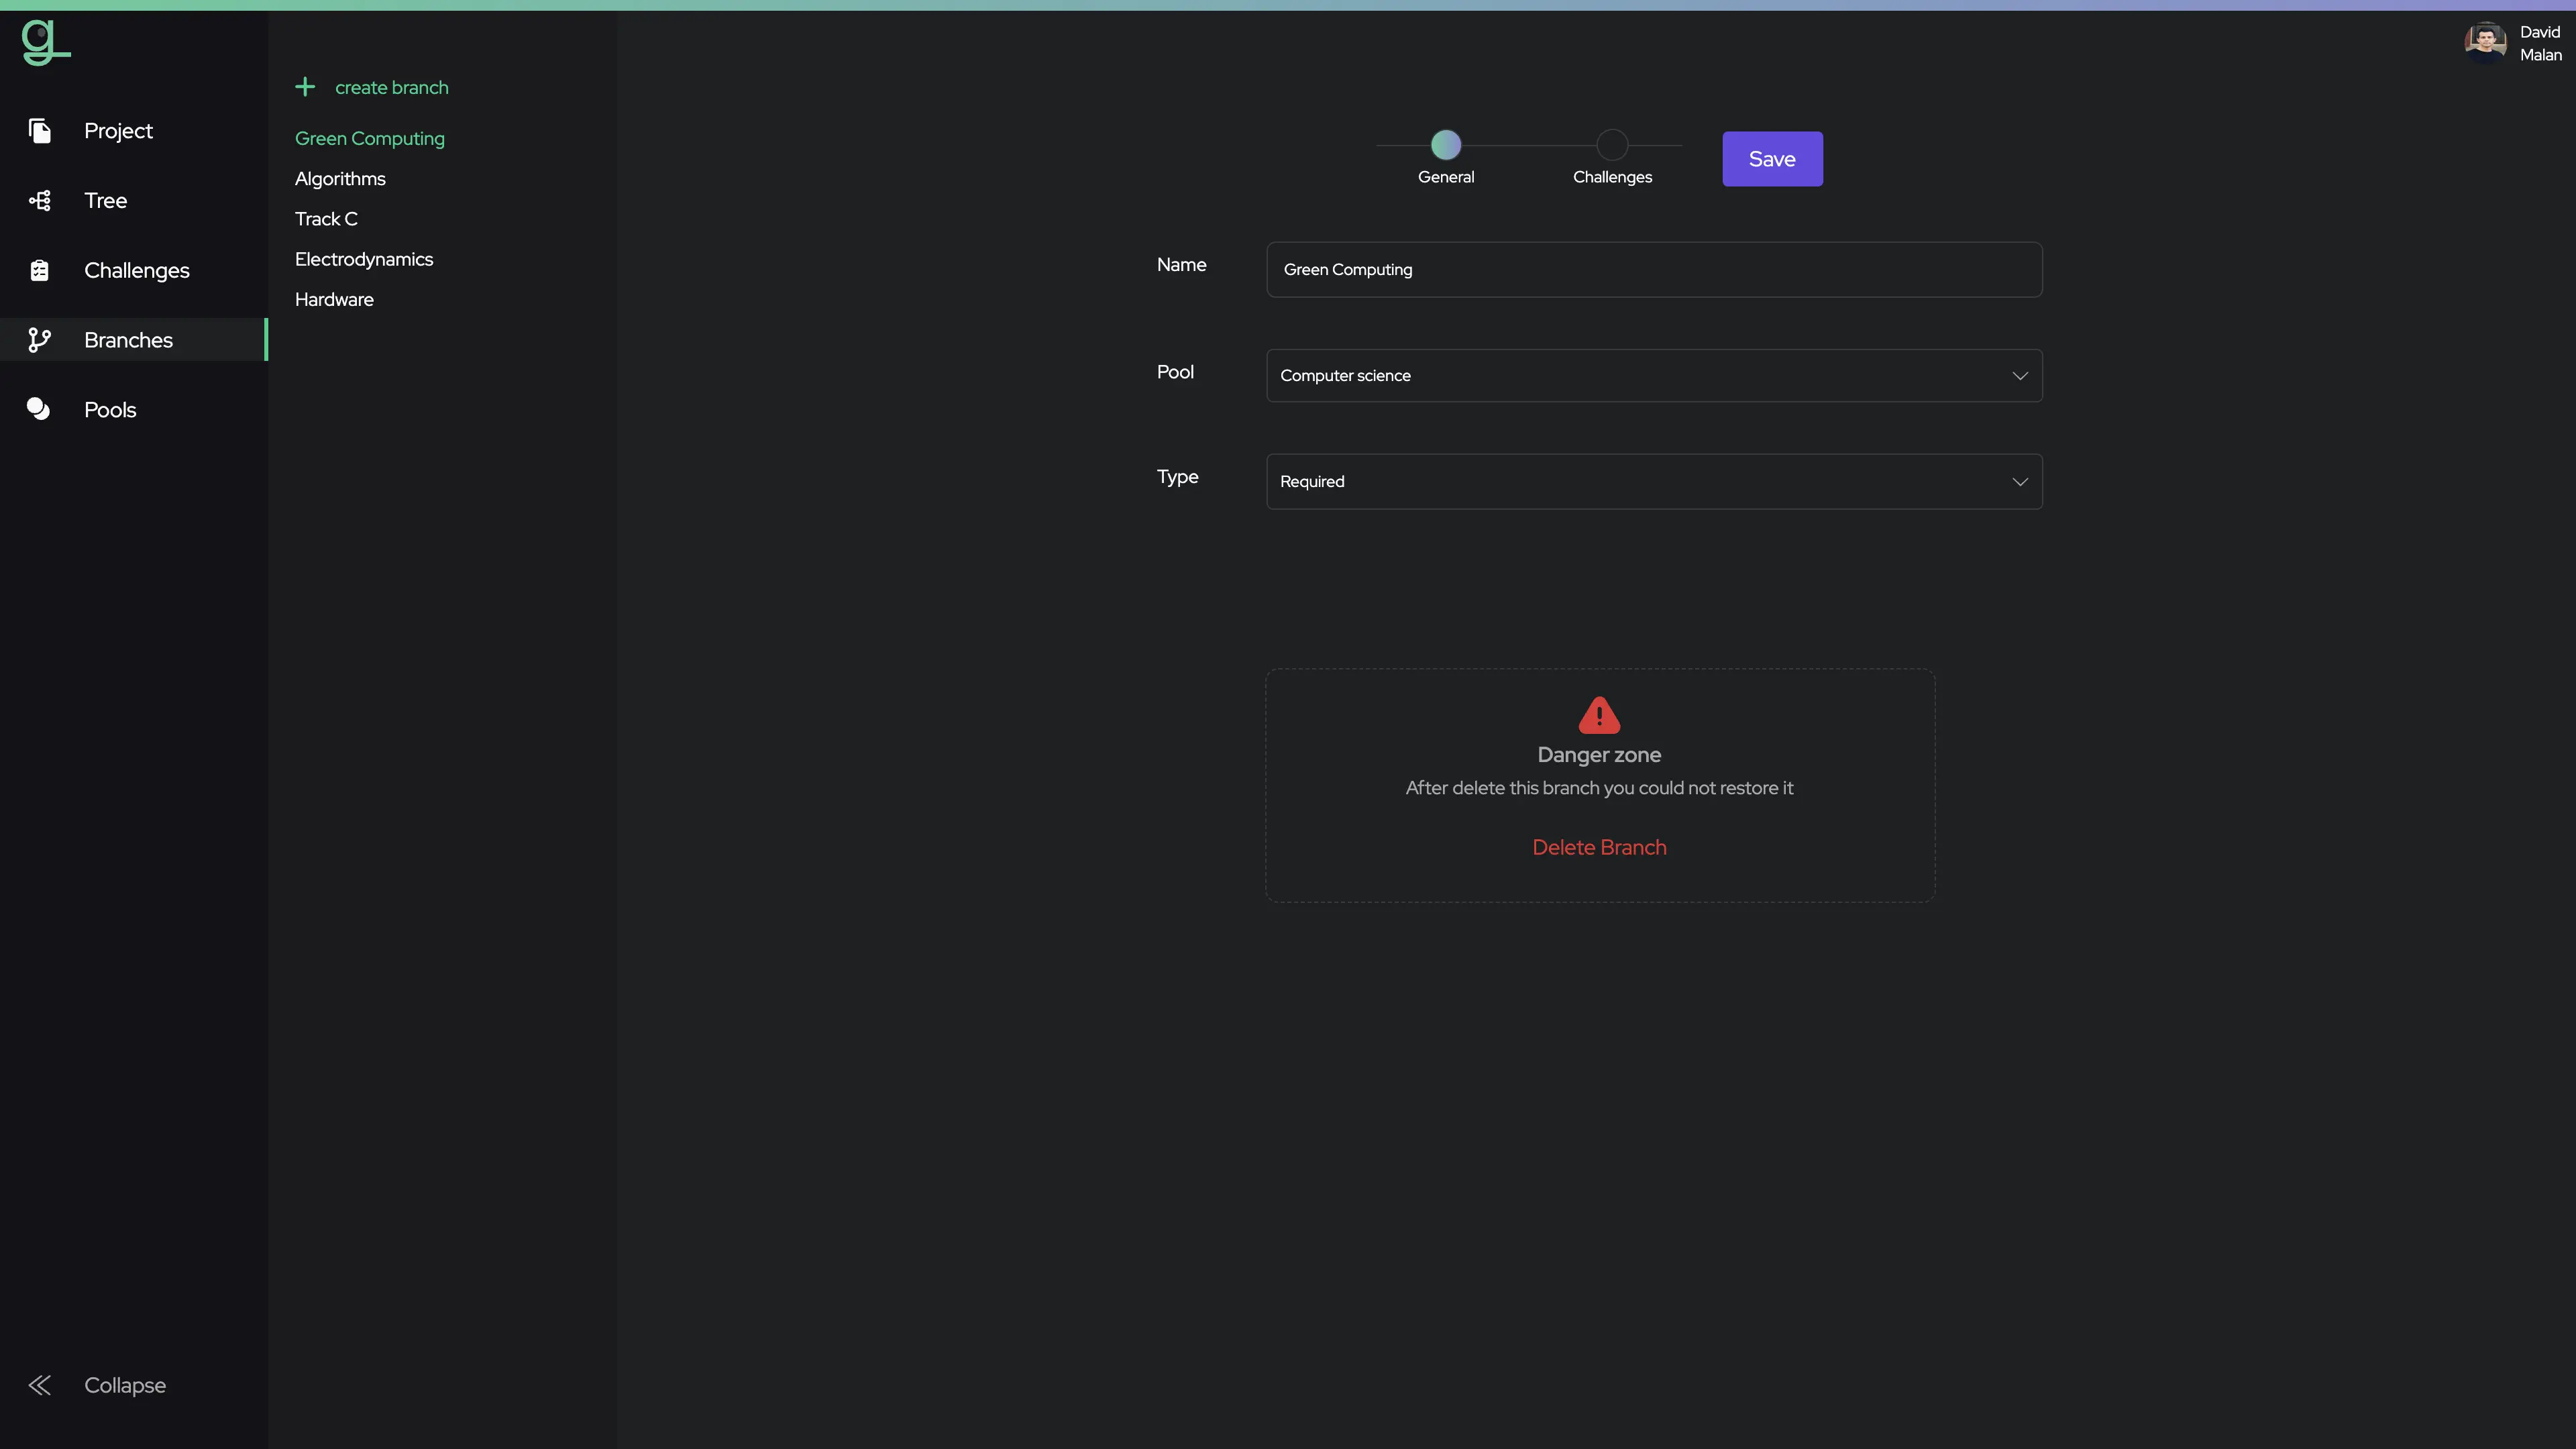 g
David
Malan
Project
Tree
Challenges
Branches
Pools
Collapse
create branch
Green Computing
Algorithms
Track C
Electrodynamics
Hardware
General
Challenges
Save
Name
Green Computing
Pool
Computer science
Type
Required
Danger zone
After delete this branch you could not restore it
Delete Branch